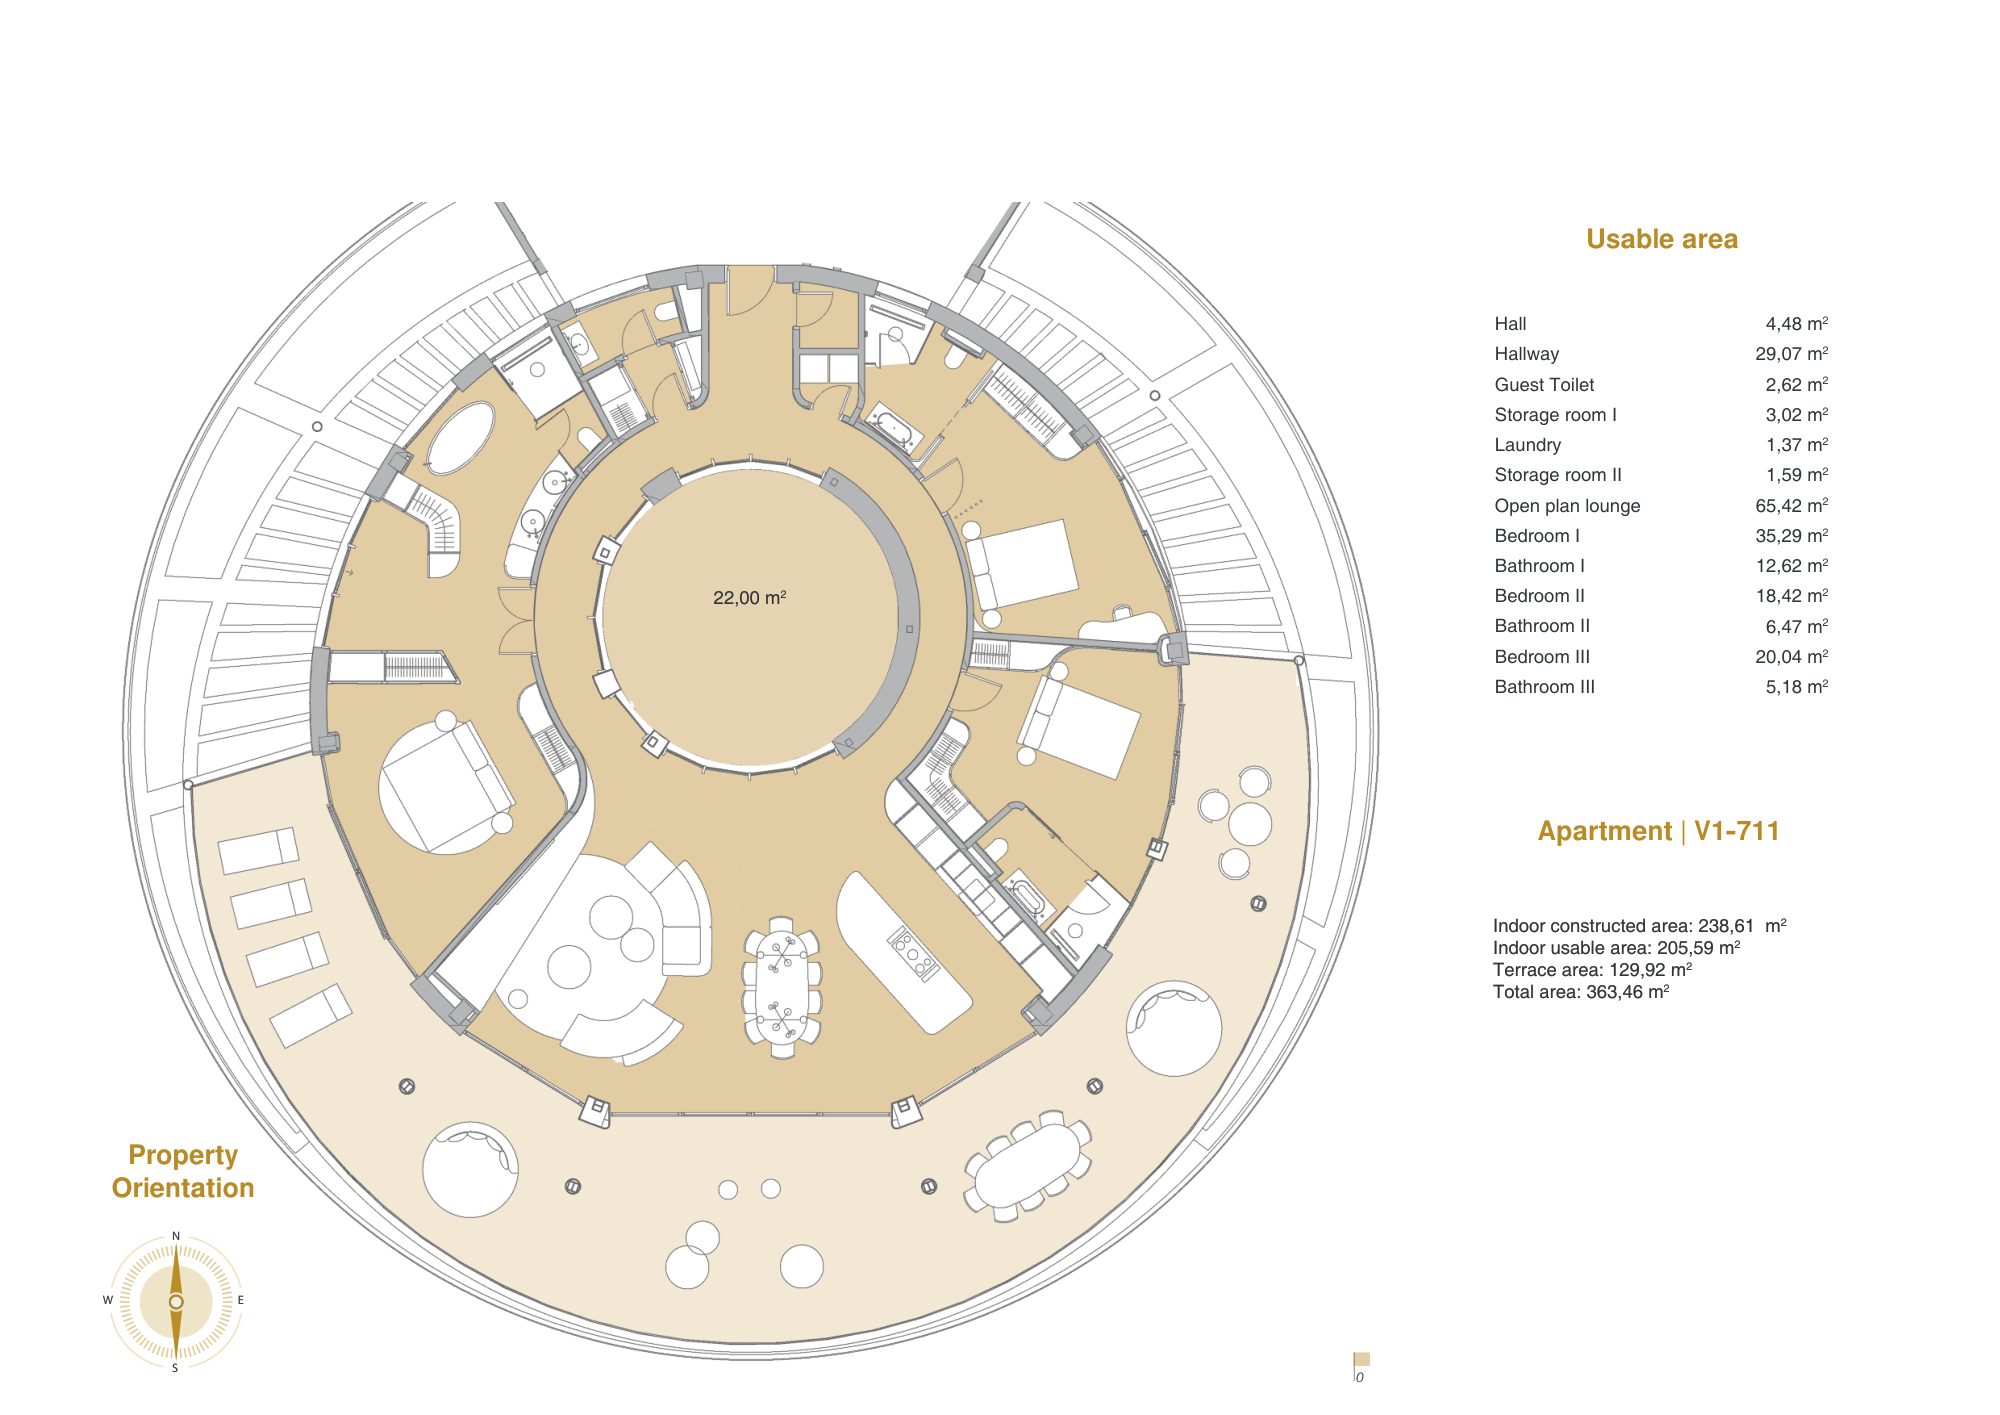 Usable area
Hall 4,48 m²
Hallway 29,07 m²
Guest Toilet 2,62 m²
Storage room I 3,02 m²
Laundry 1,37 m²
Storage room II 1,59 m²
Open plan lounge 65,42 m²
Bedroom I 35,29 m²
Bathroom I 12,62 m²
Bedroom II 18,42 m²
Bathroom II 6,47 m²
Bedroom III 20,04 m²
Bathroom III 5,18 m²
22,00 m²
Apartment | V1-711
Indoor constructed area: 238,61 m²
Indoor usable area: 205,59 m²
Terrace area: 129,92 m²
Total area: 363,46 m²
Property
Orientation
N
W E
S
0